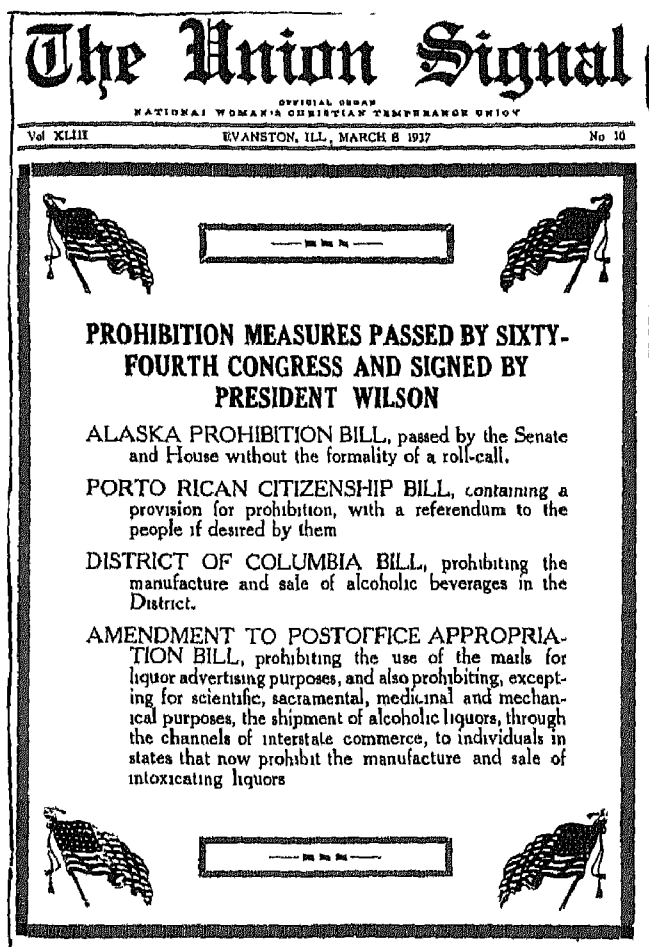 The Union Signal
OFFICIAL ORGAN
NATIONAL WOMAN'S CHRISTIAN TEMPERANCE UNION
Vol XLIII EVANSTON, ILL, MARCH 8 1937 No 10
PROHIBITION MEASURES PASSED BY SIXTY-
FOURTH CONGRESS AND SIGNED BY
PRESIDENT WILSON
ALASKA PROHIBITION BILL, passed by the Senate
and House without the formality of a roll-call.
PORTO RICAN CITIZENSHIP BILL, containing a
provision for prohibition, with a referendum to the
people if desired by them
DISTRICT OF COLUMBIA BILL, prohibiting the
manufacture and sale of alcoholic beverages in the
District.
AMENDMENT TO POSTOFFICE APPROPRIA-
TION BILL, prohibiting the use of the mails for
liquor advertising purposes, and also prohibiting, except-
ing for scientific, sacramental, medicinal and mechan-
ical purposes, the shipment of alcoholic liquors, through
the channels of interstate commerce, to individuals in
states that now prohibit the manufacture and sale of
intoxicating liquors